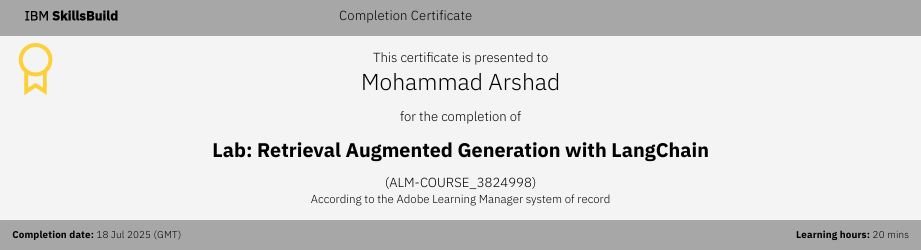 IBM SkillsBuild
Completion Certificate
This certificate is presented to
Mohammad Arshad
for the completion of
Lab: Retrieval Augmented Generation with LangChain
(ALM-COURSE_3824998)
According to the Adobe Learning Manager system of record
Completion date: 18 Jul 2025 (GMT)
Learning hours: 20 mins